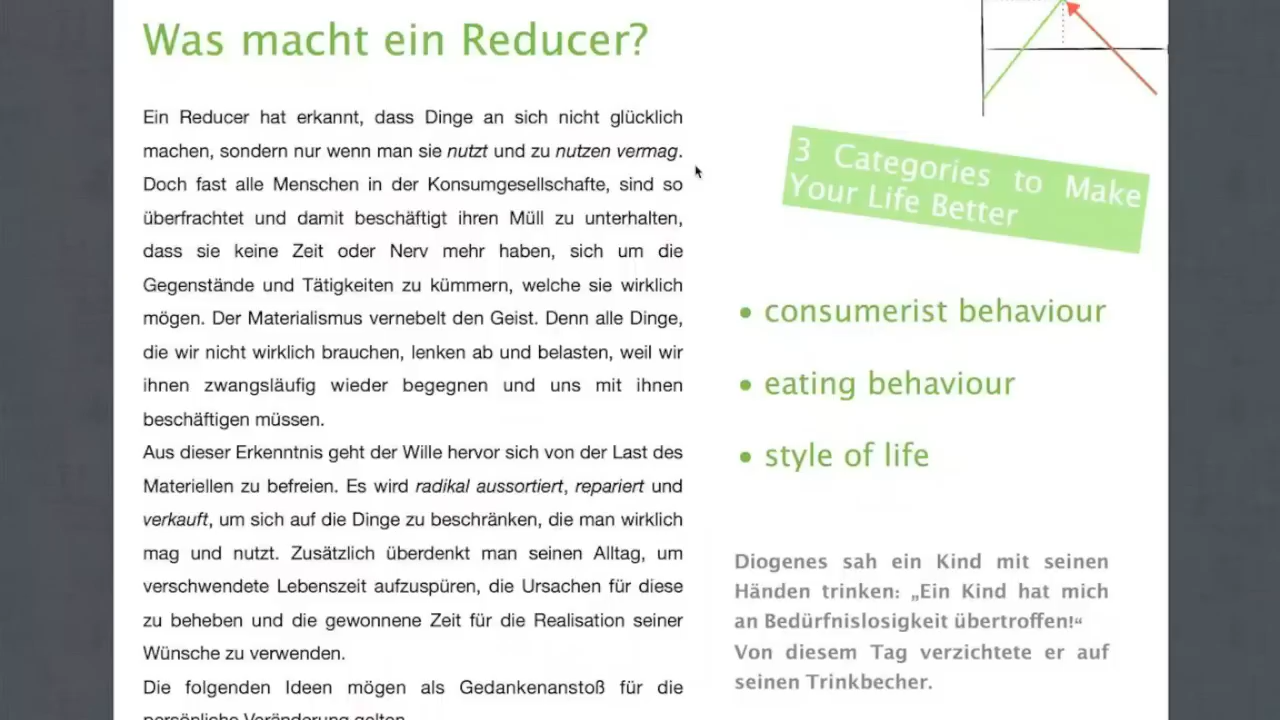 Was macht ein Reducer?
Ein Reducer hat erkannt, dass Dinge an sich nicht glücklich
machen, sondern nur wenn man sie nutzt und zu nutzen vermag.
Doch fast alle Menschen in der Konsumgesellschafte, sind so
überfrachtet und damit beschäftigt ihren Müll zu unterhalten,
dass sie keine Zeit oder Nerv mehr haben, sich um die
Gegenstände und Tätigkeiten zu kümmern, welche sie wirklich
mögen. Der Materialismus vernebelt den Geist. Denn alle Dinge,
die wir nicht wirklich brauchen, lenken ab und belasten, weil wir
ihnen zwangsläufig wieder begegnen und uns mit ihnen
beschäftigen müssen.
Aus dieser Erkenntnis geht der Wille hervor sich von der Last des
Materiellen zu befreien. Es wird radikal aussortiert, repariert und
verkauft, um sich auf die Dinge zu beschränken, die man wirklich
mag und nutzt. Zusätzlich überdenkt man seinen Alltag, um
verschwendete Lebenszeit aufzuspüren, die Ursachen für diese
zu beheben und die gewonnene Zeit für die Realisation seiner
Wünsche zu verwenden.
Die folgenden Ideen mögen als Gedankenanstoß für die
persönliche Veränderung gelten.
3 Categories to Make
Your Life Better
• consumerist behaviour
• eating behaviour
• style of life
Diogenes sah ein Kind mit seinen
Händen trinken: „Ein Kind hat mich
an Bedürfnislosigkeit übertroffen!“
Von diesem Tag verzichtete er auf
seinen Trinkbecher.